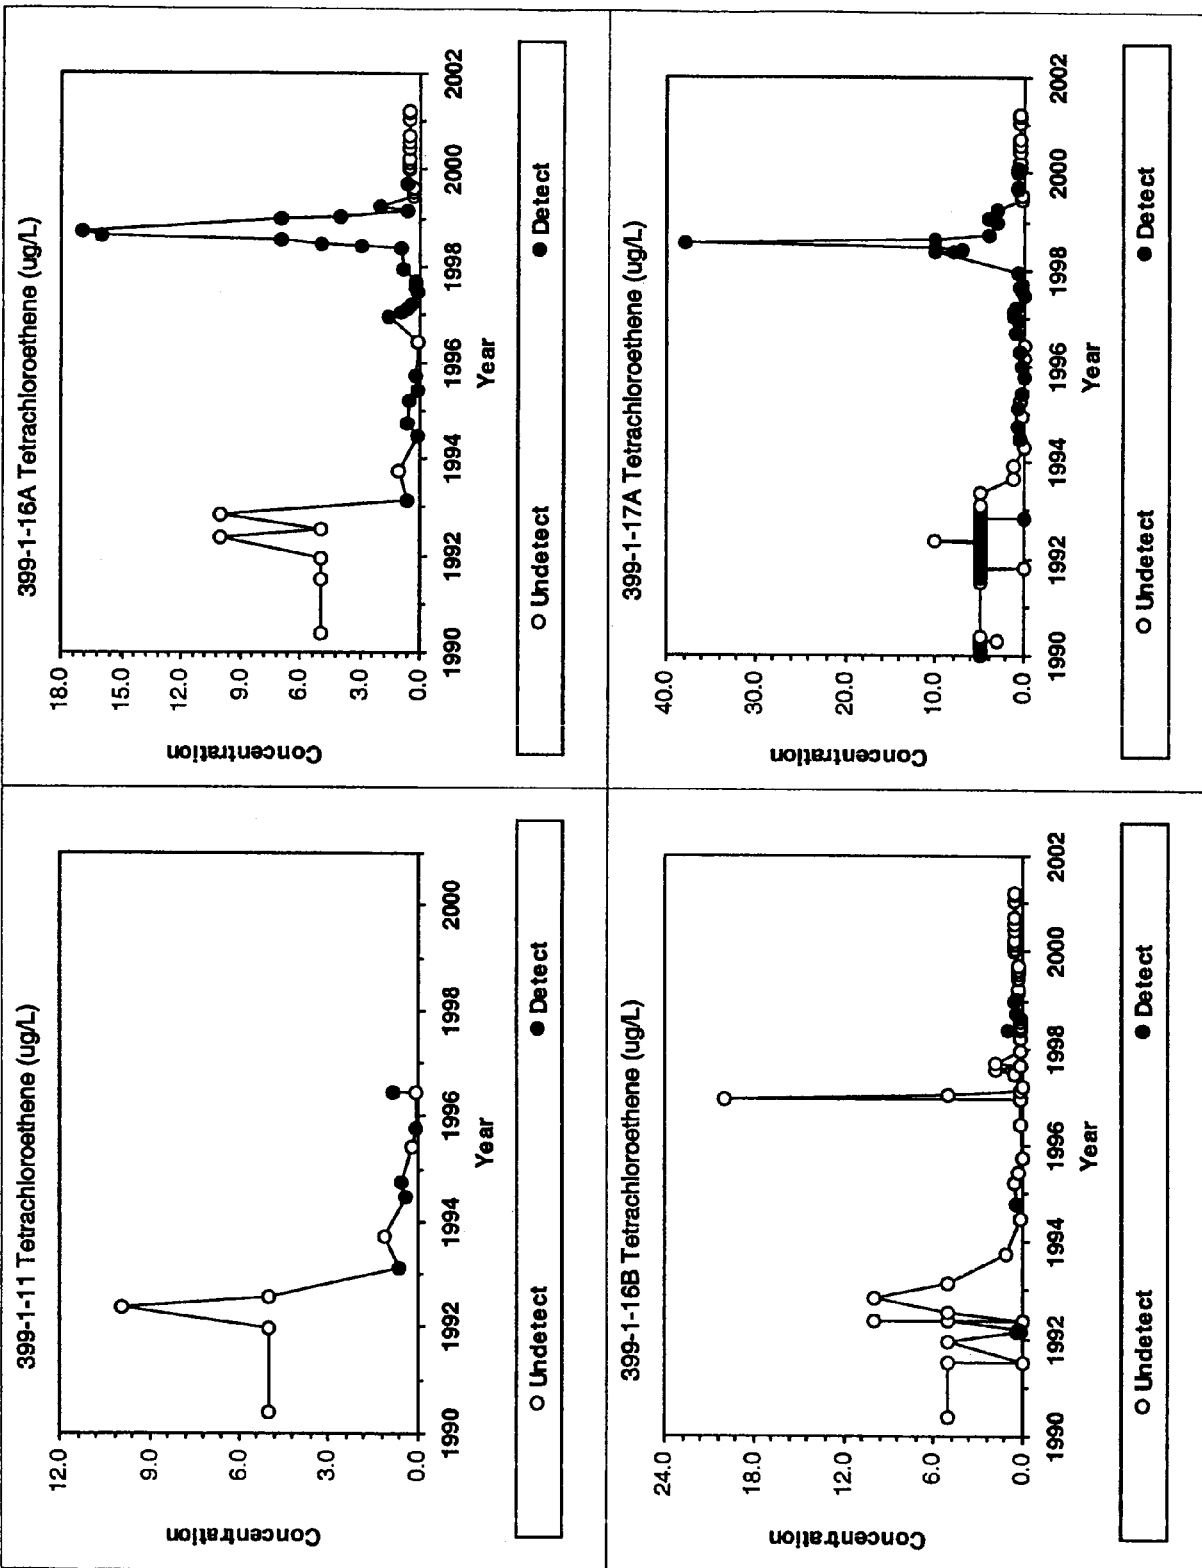 399-1-11 Tetrachloroethene (ug/L)
Concentration
12.0
9.0
6.0
3.0
0.0
1990 1992 1994 1996 1998 2000
Year
Undetect Detect
399-1-16A Tetrachloroethene (ug/L)
Concentration
18.0
15.0
12.0
9.0
6.0
3.0
0.0
1990 1992 1994 1996 1998 2000 2002
Year
Undetect Detect
399-1-16B Tetrachloroethene (ug/L)
Concentration
24.0
18.0
12.0
6.0
0.0
1990 1992 1994 1996 1998 2000 2002
Year
Undetect Detect
399-1-17A Tetrachloroethene (ug/L)
Concentration
40.0
30.0
20.0
10.0
0.0
1990 1992 1994 1996 1998 2000 2002
Year
Undetect Detect